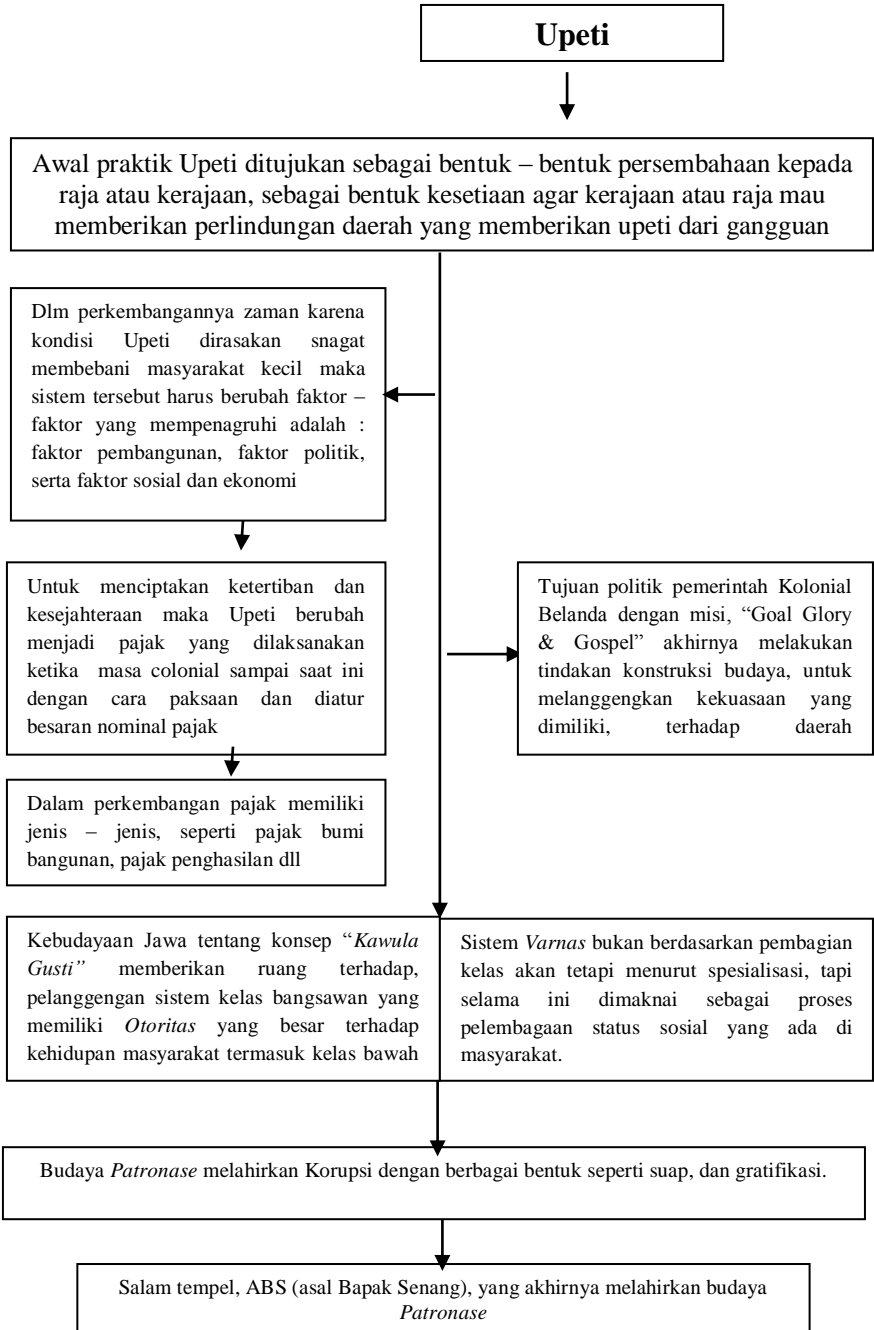 Upeti
Awal praktik Upeti ditujukan sebagai bentuk – bentuk persembahaan kepada
raja atau kerajaan, sebagai bentuk kesetiaan agar kerajaan atau raja mau
memberikan perlindungan daerah yang memberikan upeti dari gangguan
Dlm perkembangannya zaman karena
kondisi Upeti dirasakan snagat
membebani masyarakat kecil maka
sistem tersebut harus berubah faktor –
faktor yang mempenagruhi adalah :
faktor pembangunan, faktor politik,
serta faktor sosial dan ekonomi
Untuk menciptakan ketertiban dan
kesejahteraan maka Upeti berubah
menjadi pajak yang dilaksanakan
ketika masa colonial sampai saat ini
dengan cara paksaan dan diatur
besaran nominal pajak
Tujuan politik pemerintah Kolonial
Belanda dengan misi, “Goal Glory
& Gospel” akhirnya melakukan
tindakan konstruksi budaya, untuk
melanggengkan kekuasaan yang
dimiliki, terhadap daerah
Dalam perkembangan pajak memiliki
jenis – jenis, seperti pajak bumi
bangunan, pajak penghasilan dll
Kebudayaan Jawa tentang konsep “Kawula
Gusti” memberikan ruang terhadap,
pelanggengan sistem kelas bangsawan yang
memiliki Otoritas yang besar terhadap
kehidupan masyarakat termasuk kelas bawah
Sistem Varnas bukan berdasarkan pembagian
kelas akan tetapi menurut spesialisasi, tapi
selama ini dimaknai sebagai proses
pelembagaan status sosial yang ada di
masyarakat.
Budaya Patronase melahirkan Korupsi dengan berbagai bentuk seperti suap, dan gratifikasi.
Salam tempel, ABS (asal Bapak Senang), yang akhirnya melahirkan budaya
Patronase